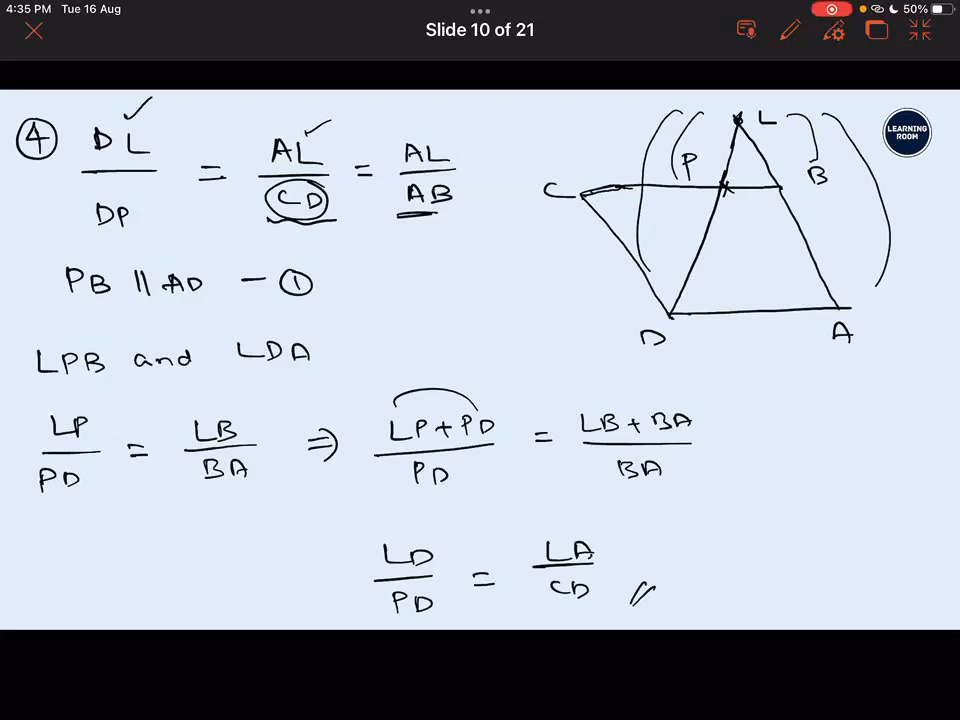 4:35 PM Tue 16 Aug
50%
Slide 10 of 21
④ DL/DP = AL/CD = AL/AB
PB || AD — ①
LPB and LDA
LP/PD = LB/BA ⇒ LP + PD/PD = LB + BA/BA
LD/PD = LA/CD //
L
P
B
C
D
A
LEARNING
ROOM